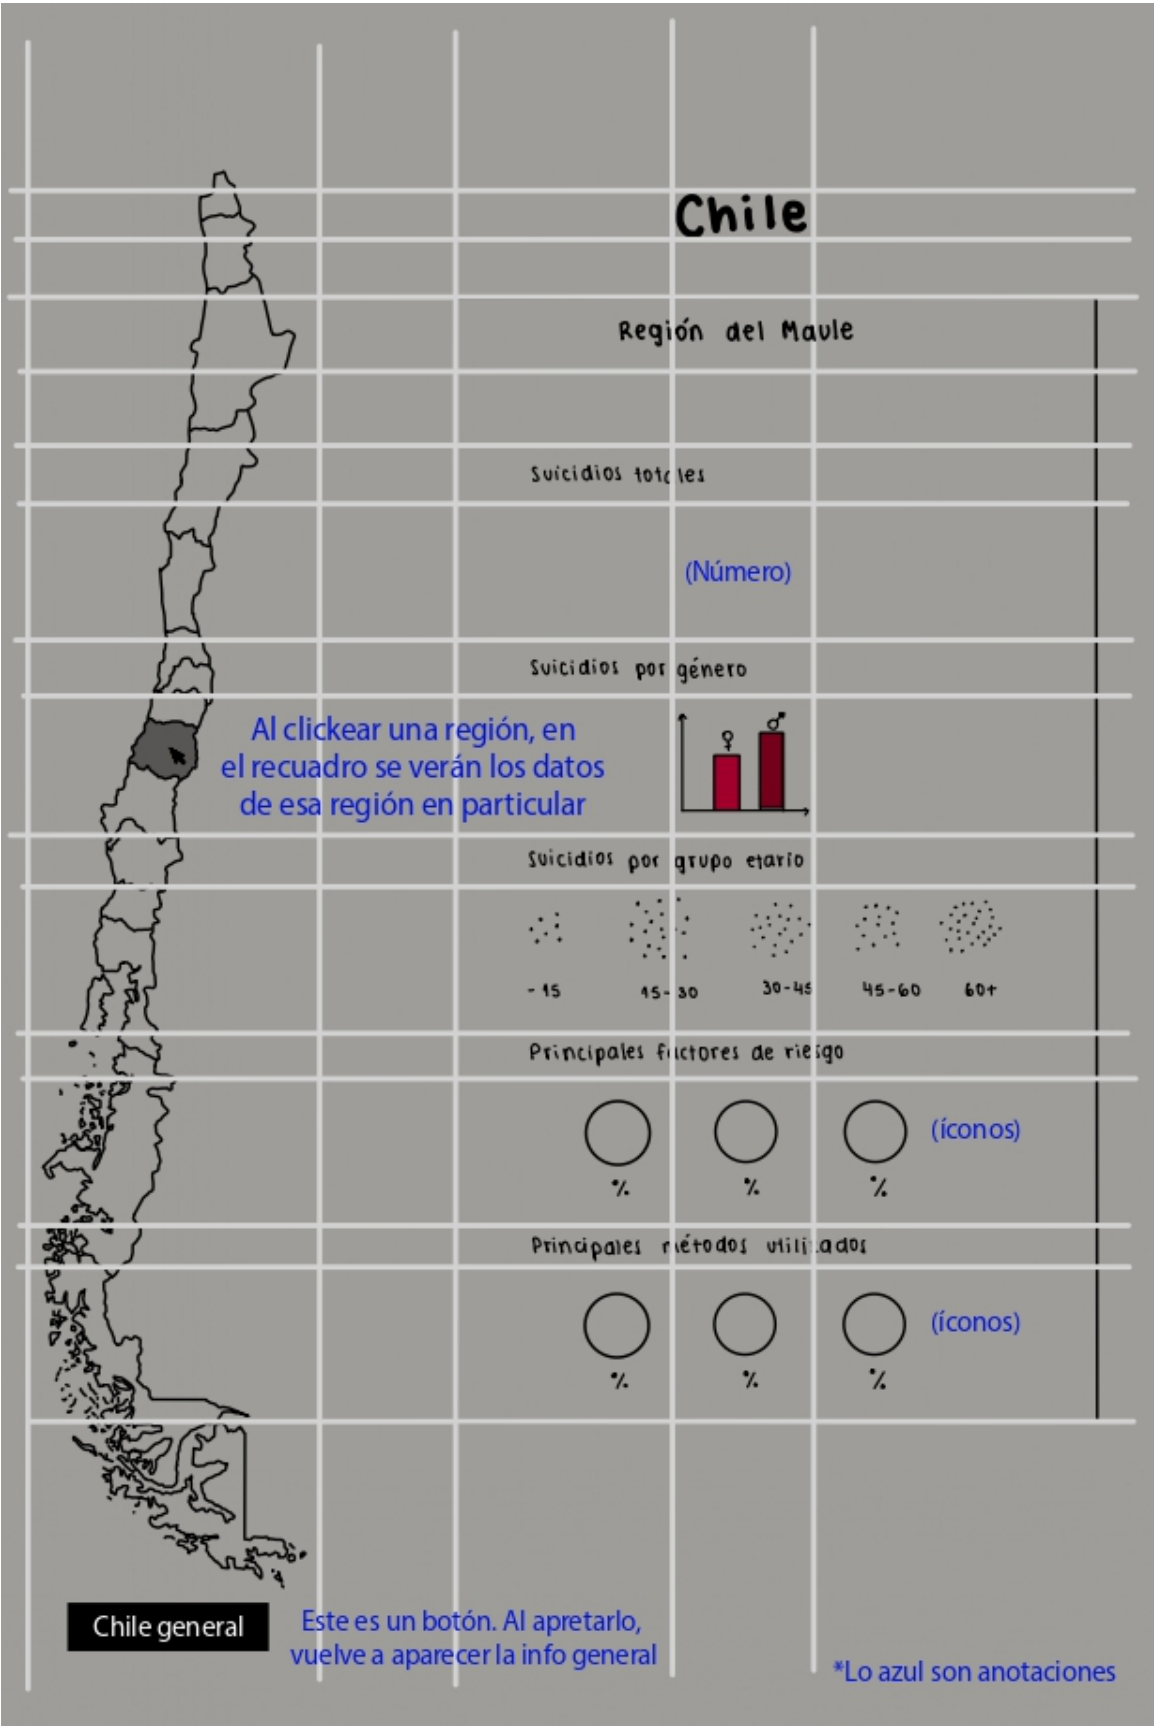 Chile
Región del Maule
Suicidios totales
(Número)
Suicidios por género
♀ ♂
Al clickear una región, en
el recuadro se verán los datos
de esa región en particular
Suicidios por grupo etario
- 15 15-30 30-45 45-60 60+
Principales factores de riesgo
(íconos)
% % %
Principales métodos utilizados
(íconos)
% % %
Chile general
Este es un botón. Al apretarlo,
vuelve a aparecer la info general
*Lo azul son anotaciones